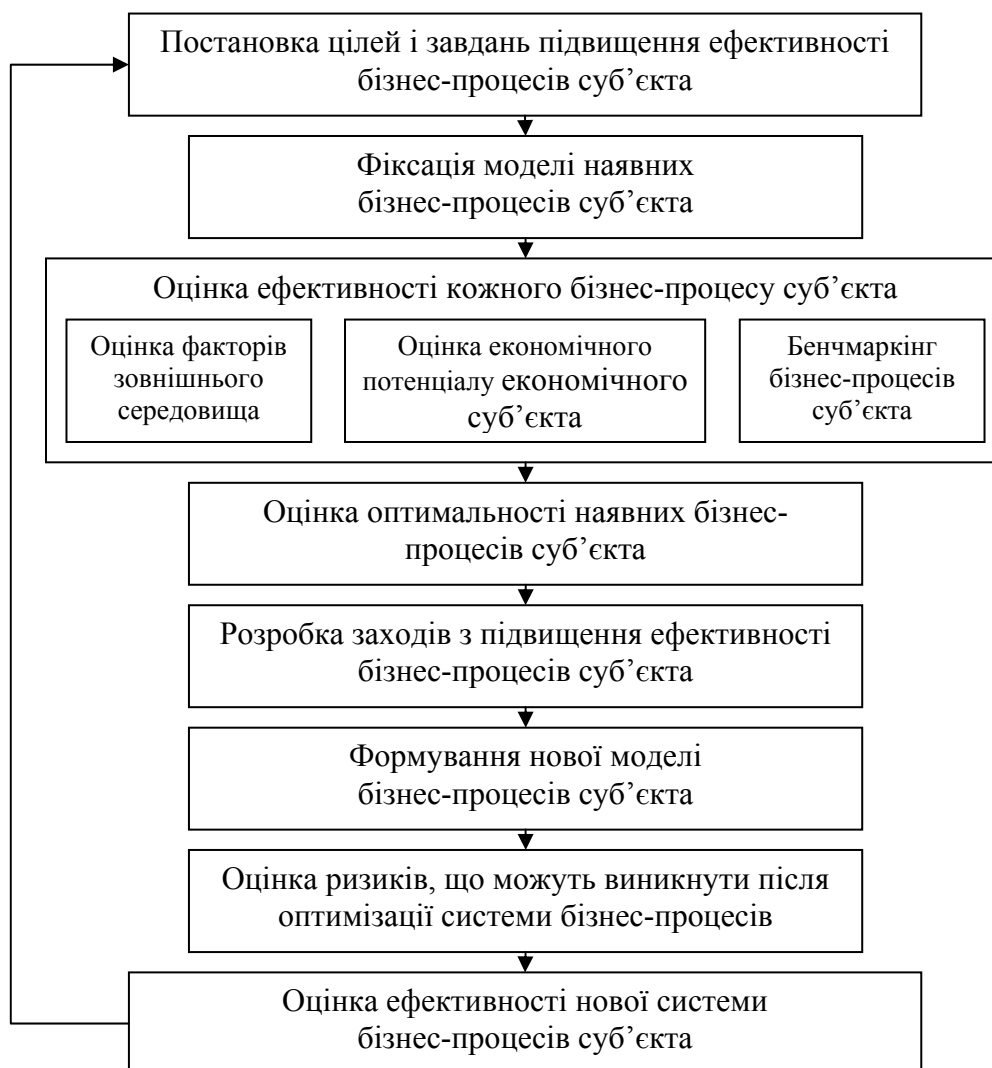 Постановка цілей і завдань підвищення ефективності
бізнес-процесів суб’єкта
Фіксація моделі наявних
бізнес-процесів суб’єкта
Оцінка ефективності кожного бізнес-процесу суб’єкта
Оцінка факторів
зовнішнього
середовища
Оцінка економічного
потенціалу економічного
суб’єкта
Бенчмаркінг
бізнес-процесів
суб’єкта
Оцінка оптимальності наявних бізнес-
процесів суб’єкта
Розробка заходів з підвищення ефективності
бізнес-процесів суб’єкта
Формування нової моделі
бізнес-процесів суб’єкта
Оцінка ризиків, що можуть виникнути після
оптимізації системи бізнес-процесів
Оцінка ефективності нової системи
бізнес-процесів суб’єкта